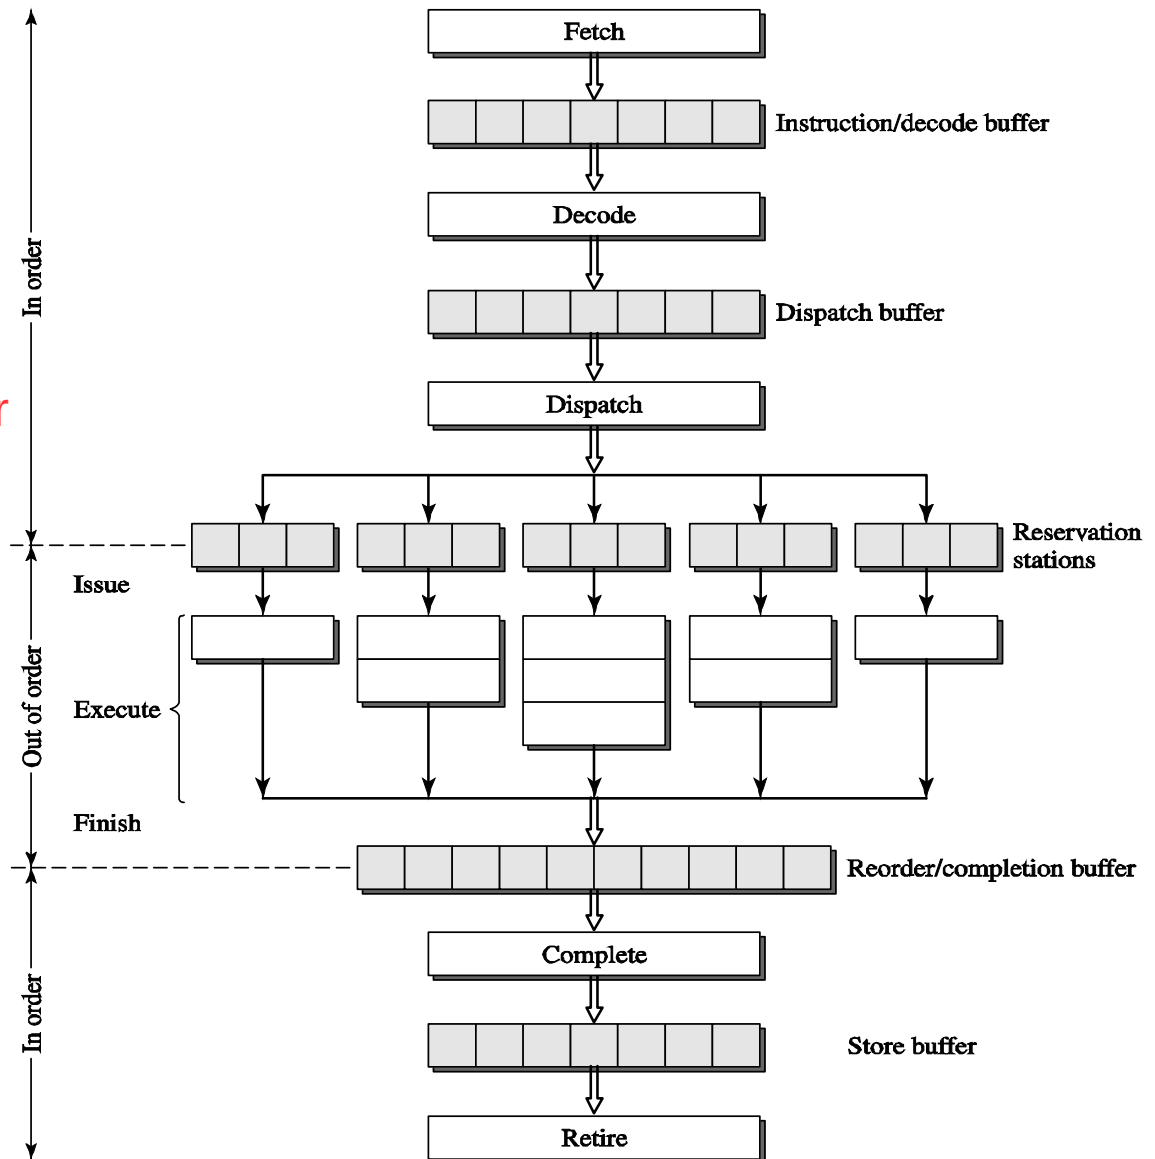 Fetch
Instruction/decode buffer
Decode
In order
Dispatch buffer
Dispatch
r
Reservation
stations
Issue
Out of order
Execute
Finish
Reorder/completion buffer
Complete
In order
Store buffer
Retire